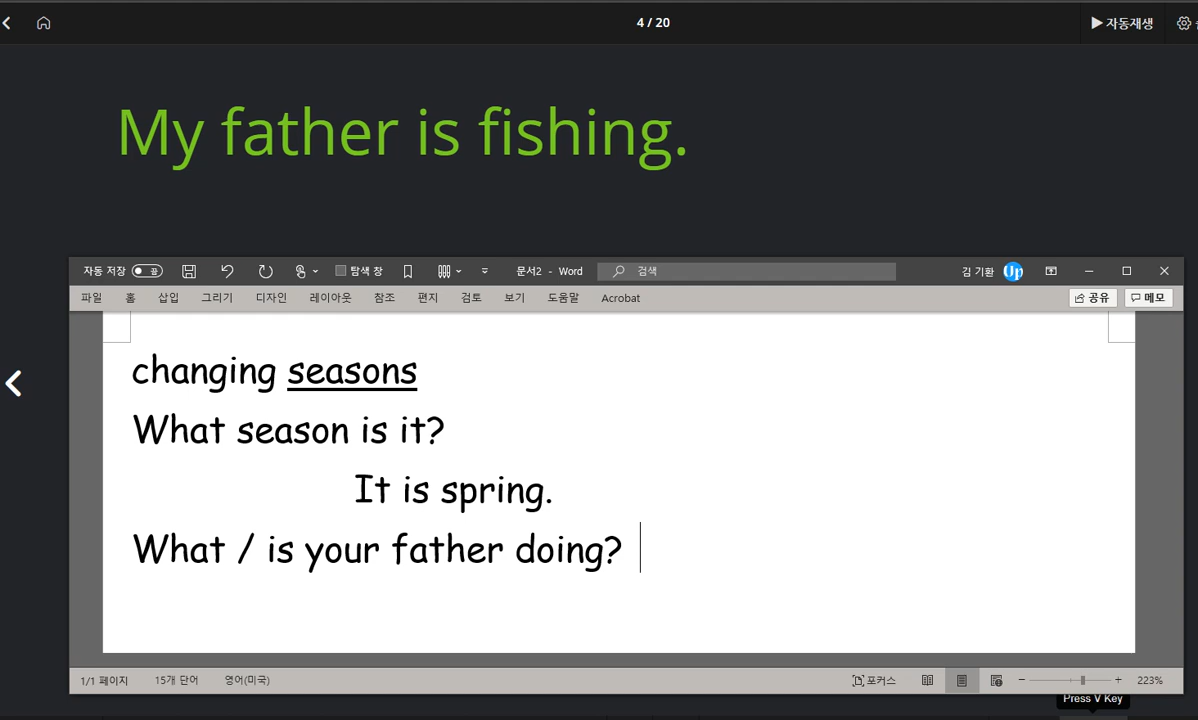 4 / 20
▶ 자동재생
My father is fishing.
자동 저장 끔 탐색 창 문서2 - Word 검색 김 기환 Up
파일 홈 삽입 그리기 디자인 레이아웃 참조 편지 검토 보기 도움말 Acrobat 공유 메모
changing seasons
What season is it?
It is spring.
What / is your father doing?
1/1 페이지 15개 단어 영어(미국) 포커스 223%
Press V Key